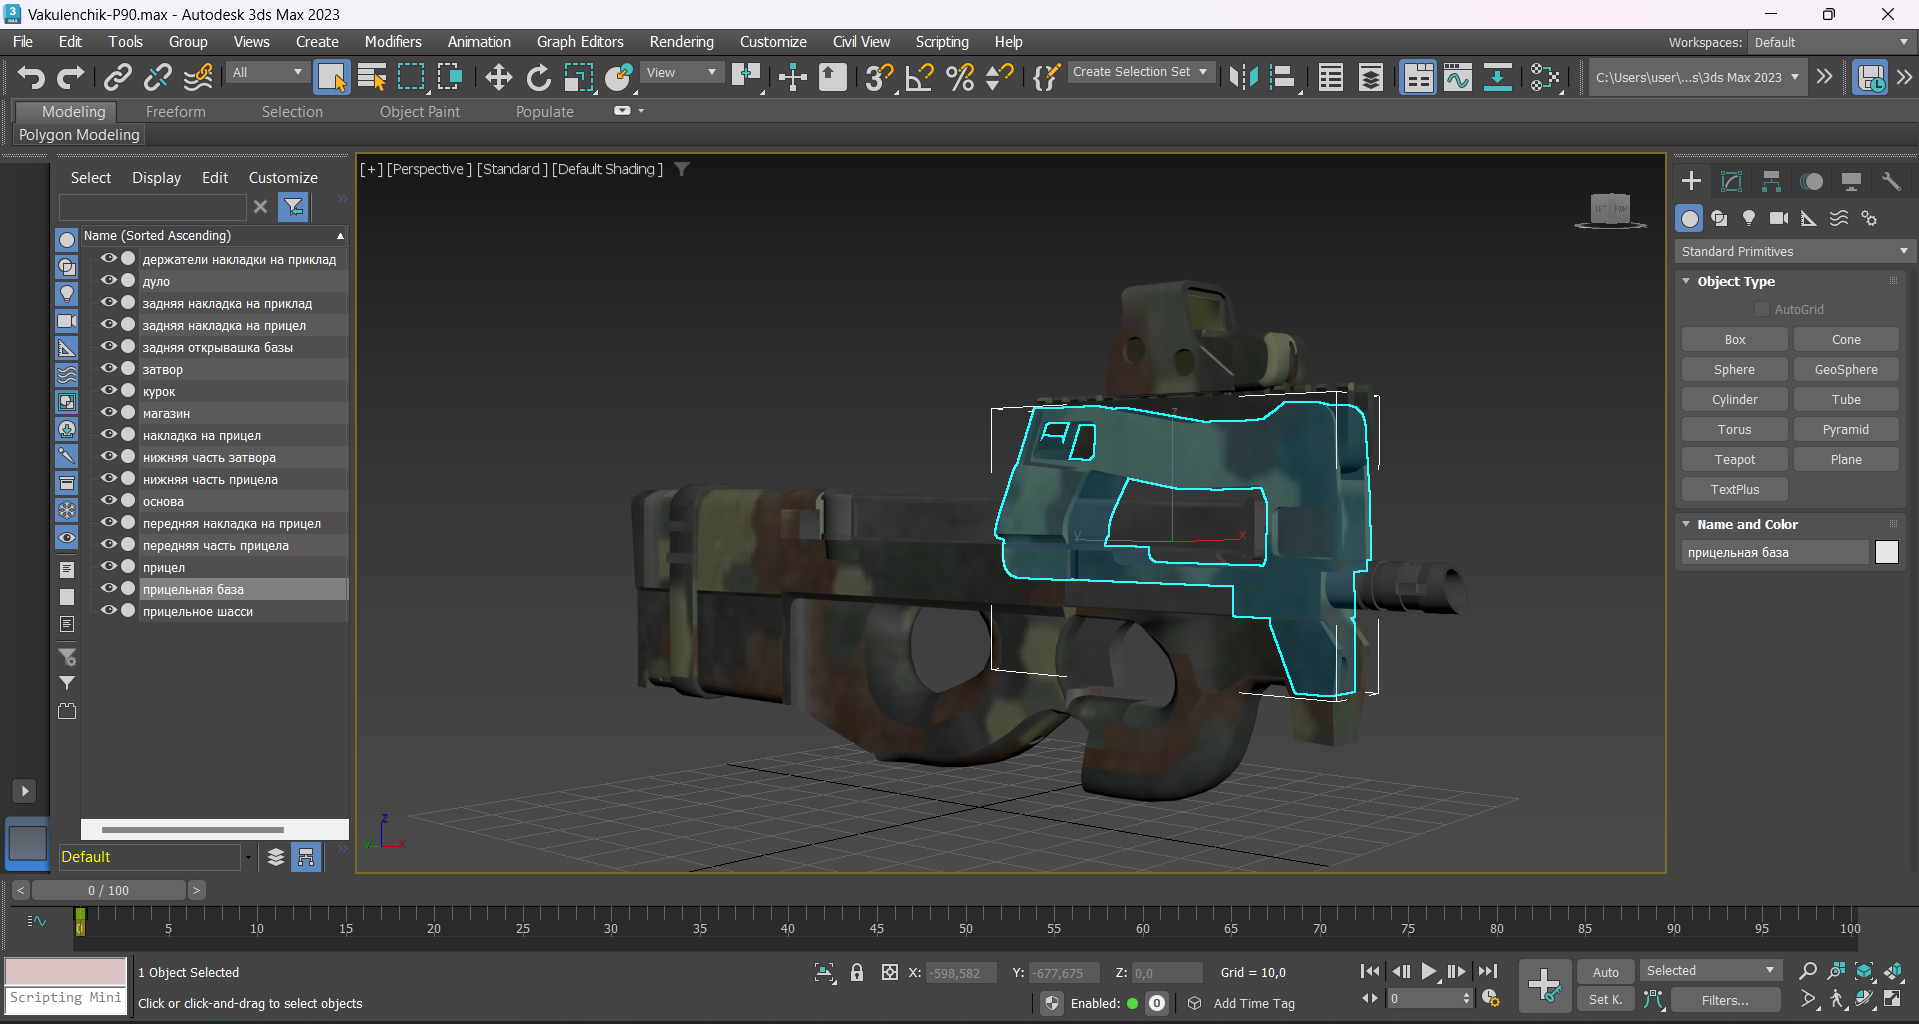 Vakulenchik-P90.max - Autodesk 3ds Max 2023
File Edit Tools Group Views Create Modifiers Animation Graph Editors Rendering Customize Civil View Scripting Help
Workspaces: Default
All
View
Create Selection Set
C:\Users\user\...s\3ds Max 2023
Modeling Freeform Selection Object Paint Populate
Polygon Modeling
Select Display Edit Customize
Name (Sorted Ascending)
держатели накладки на приклад
дуло
задняя накладка на приклад
задняя накладка на прицел
задняя открывашка базы
затвор
курок
магазин
накладка на прицел
нижняя часть затвора
нижняя часть прицела
основа
передняя накладка на прицел
передняя часть прицела
прицел
прицельная база
прицельное шасси
Default
[+] [Perspective ] [Standard ] [Default Shading ]
z
y
x
z
y
x
Standard Primitives
Object Type
AutoGrid
Box Cone
Sphere GeoSphere
Cylinder Tube
Torus Pyramid
Teapot Plane
TextPlus
Name and Color
прицельная база
< 0 / 100 >
0 5 10 15 20 25 30 35 40 45 50 55 60 65 70 75 80 85 90 95 100
1 Object Selected
X: -598,582 Y: -677,675 Z: 0,0 Grid = 10,0
Auto Selected
Scripting Mini
Click or click-and-drag to select objects
Enabled: 0 Add Time Tag
0
Set K. Filters...